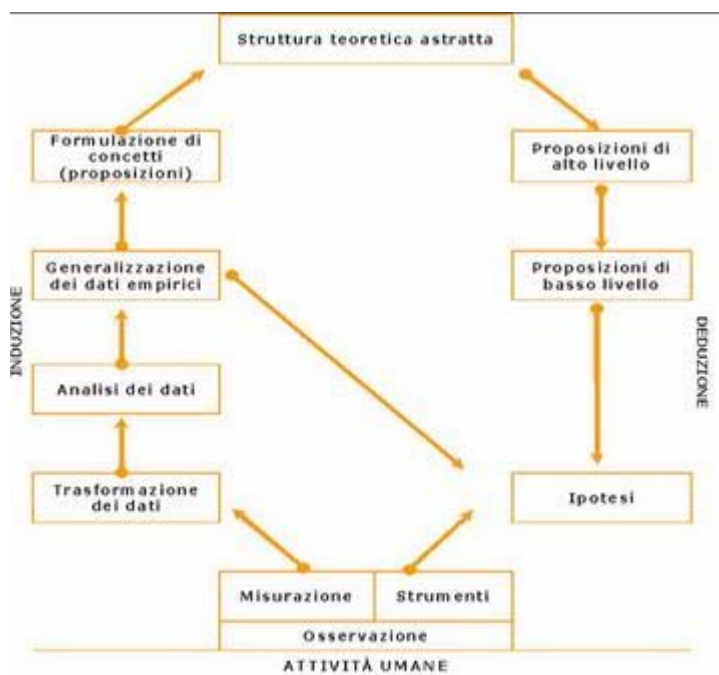 Struttura teoretica astratta
Formulazione di
concetti
(proposizioni)
Proposizioni di
alto livello
Generalizzazione
dei dati empirici
Proposizioni di
basso livello
INDUZIONE
DEDUZIONE
Analisi dei dati
Trasformazione
dei dati
Ipotesi
Misurazione
Strumenti
Osservazione
ATTIVITÀ UMANE